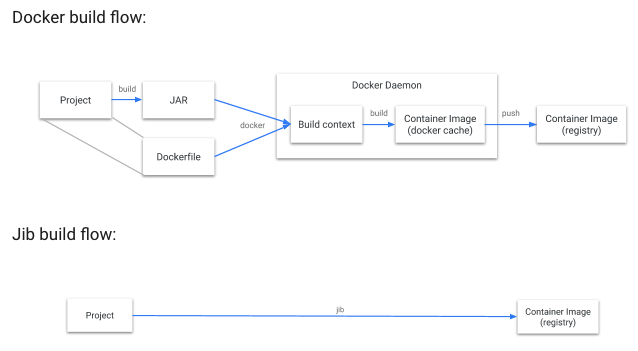 Docker build flow:
Docker Daemon
Project
build
JAR
docker
Dockerfile
Build context
build
Container Image
(docker cache)
push
Container Image
(registry)
Jib build flow:
Project
jib
Container Image
(registry)